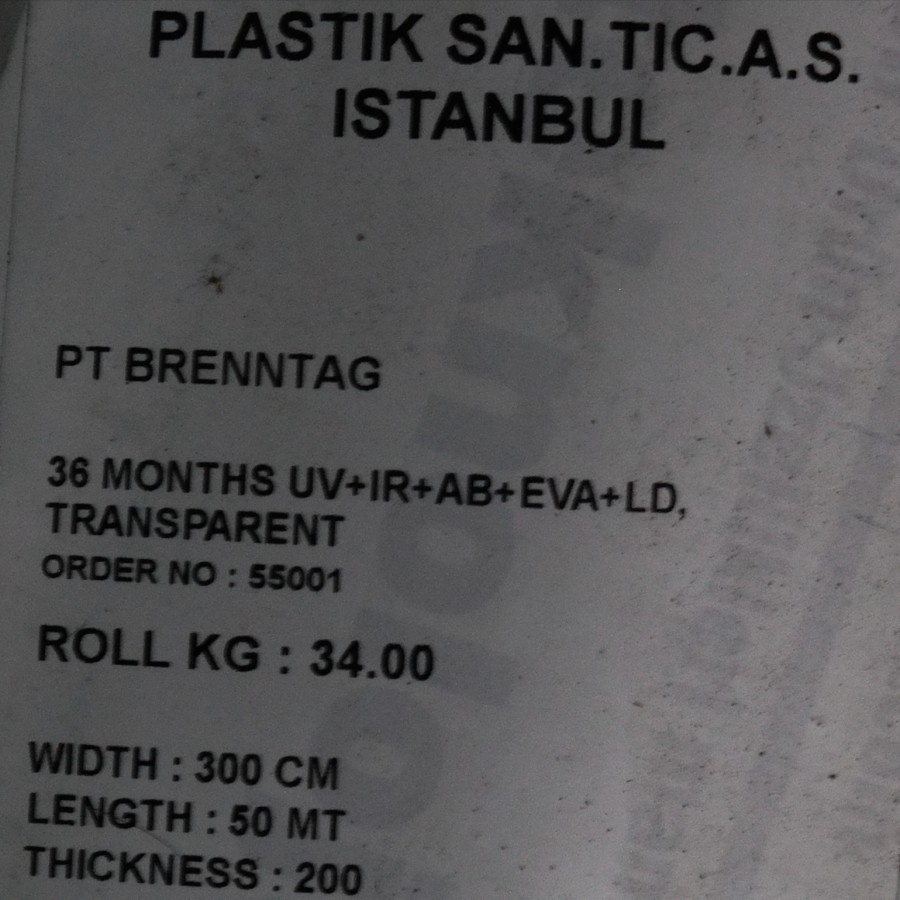 PLASTIK SAN.TIC.A.S.
ISTANBUL
PT BRENNTAG
36 MONTHS UV+IR+AB+EVA+LD,
TRANSPARENT
ORDER NO : 55001
ROLL KG : 34.00
WIDTH : 300 CM
LENGTH : 50 MT
THICKNESS : 200